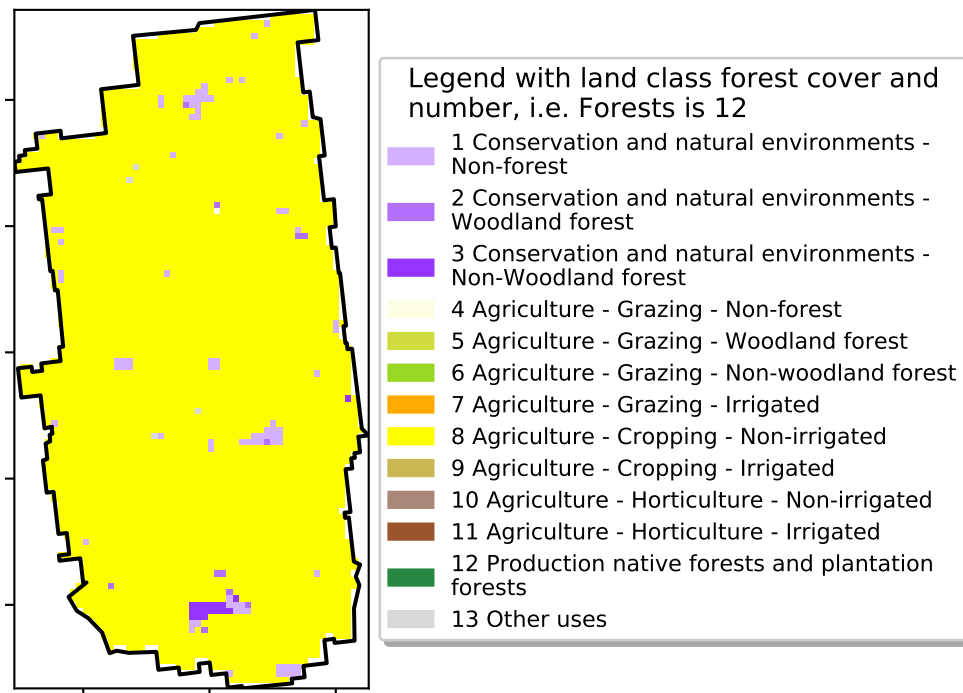 Legend with land class forest cover and
number, i.e. Forests is 12
1 Conservation and natural environments -
Non-forest
2 Conservation and natural environments -
Woodland forest
3 Conservation and natural environments -
Non-Woodland forest
4 Agriculture - Grazing - Non-forest
5 Agriculture - Grazing - Woodland forest
6 Agriculture - Grazing - Non-woodland forest
7 Agriculture - Grazing - Irrigated
8 Agriculture - Cropping - Non-irrigated
9 Agriculture - Cropping - Irrigated
10 Agriculture - Horticulture - Non-irrigated
11 Agriculture - Horticulture - Irrigated
12 Production native forests and plantation
forests
13 Other uses